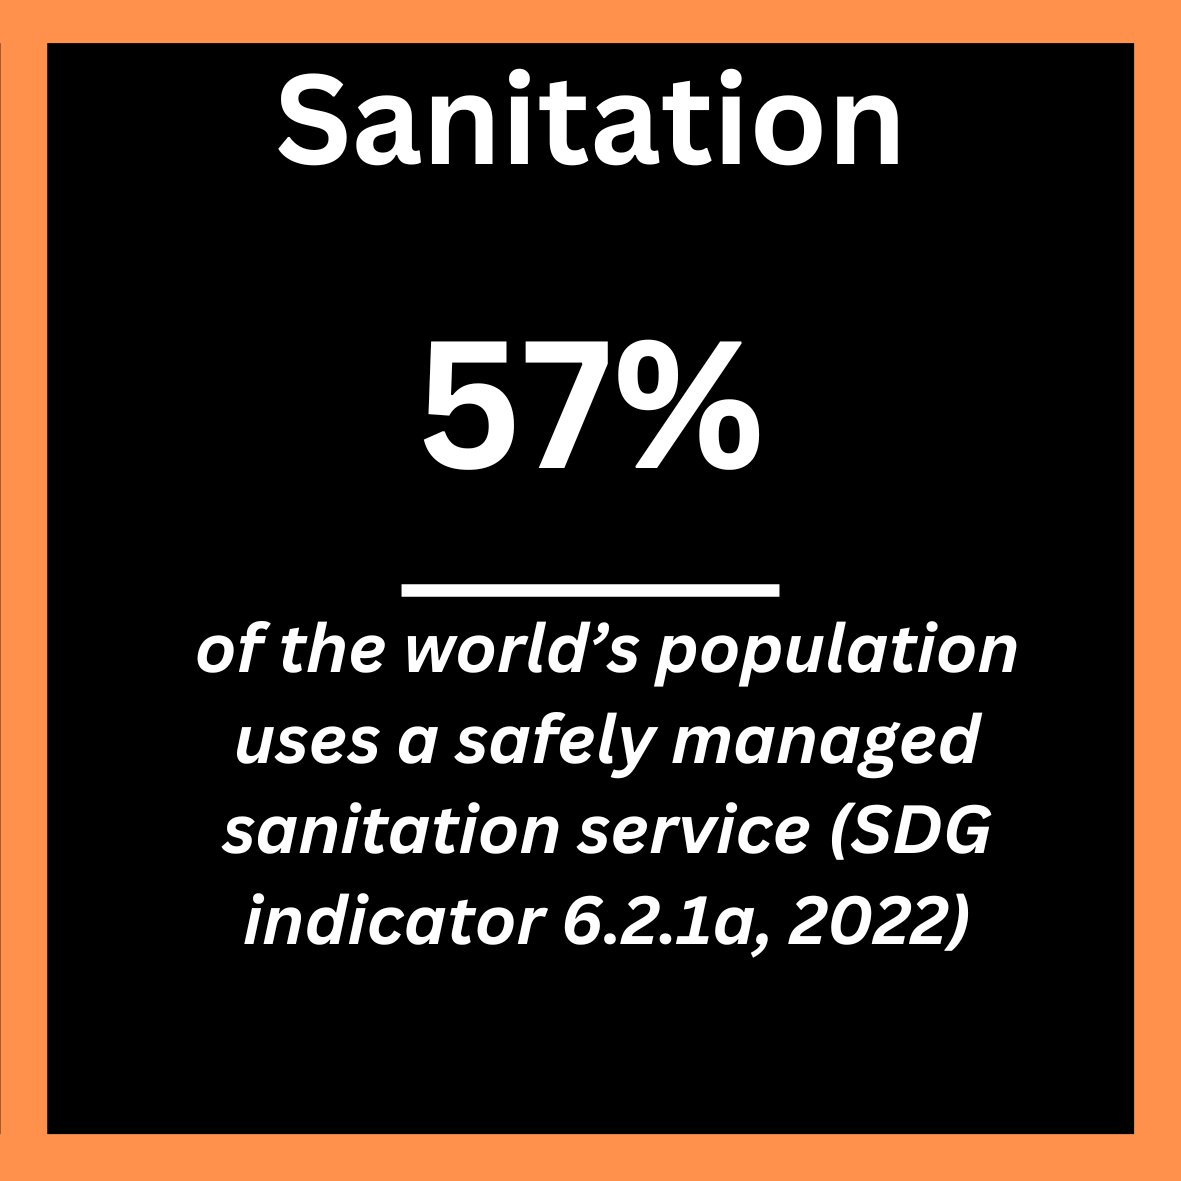 Sanitation
57%
of the world’s population
uses a safely managed
sanitation service (SDG
indicator 6.2.1a, 2022)